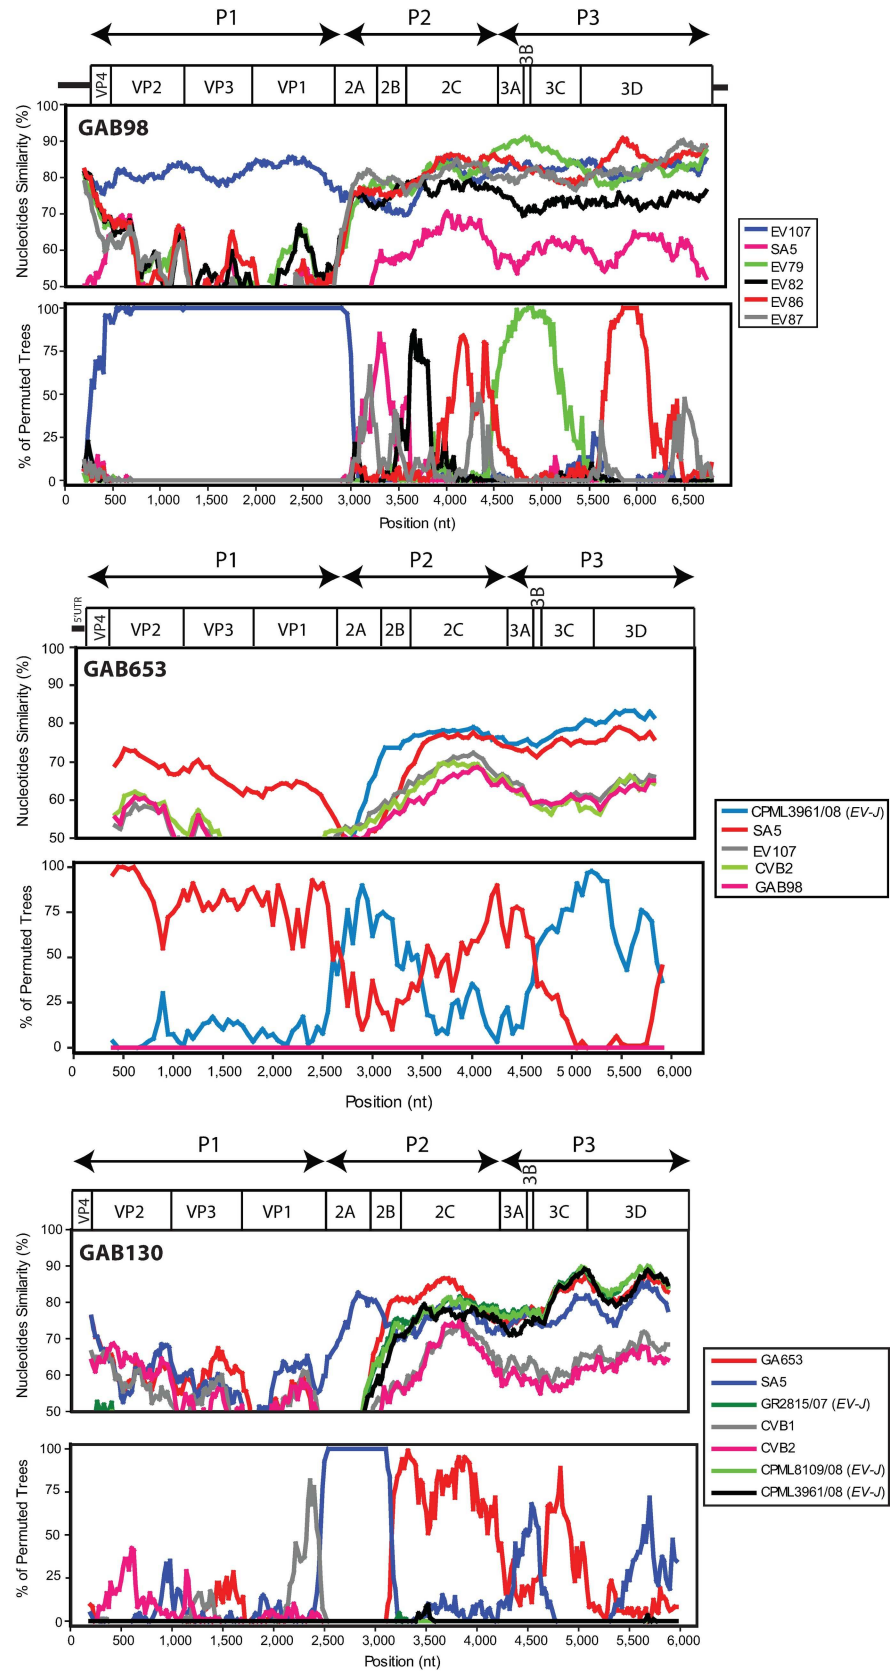 P1 P2 P3
3B
VP4 VP2 VP3 VP1 2A 2B 2C 3A 3C 3D
GAB98
Nucleotides Similarity (%)
100
90
80
70
60
50
EV107
SA5
EV79
EV82
EV86
EV87
% of Permuted Trees
100
75
50
25
0
0 500 1,000 1,500 2,000 2,500 3,000 3,500 4,000 4,500 5,000 5,500 6,000 6,500
Position (nt)
P1 P2 P3
3B
5'UTR
VP4 VP2 VP3 VP1 2A 2B 2C 3A 3C 3D
GAB653
Nucleotides Similarity (%)
100
90
80
70
60
50
CPML3961/08 (EV-J)
SA5
EV107
CVB2
GAB98
% of Permuted Trees
100
75
50
25
0
0 500 1,000 1,500 2,000 2,500 3,000 3,500 4,000 4,500 5,000 5,500 6,000
Position (nt)
P1 P2 P3
3B
VP4 VP2 VP3 VP1 2A 2B 2C 3A 3C 3D
GAB130
Nucleotides Similarity (%)
100
90
80
70
60
50
GA653
SA5
GR2815/07 (EV-J)
CVB1
CVB2
CPML8109/08 (EV-J)
CPML3961/08 (EV-J)
% of Permuted Trees
100
75
50
25
0
0 500 1,000 1,500 2,000 2,500 3,000 3,500 4,000 4,500 5,000 5,500 6,000
Position (nt)